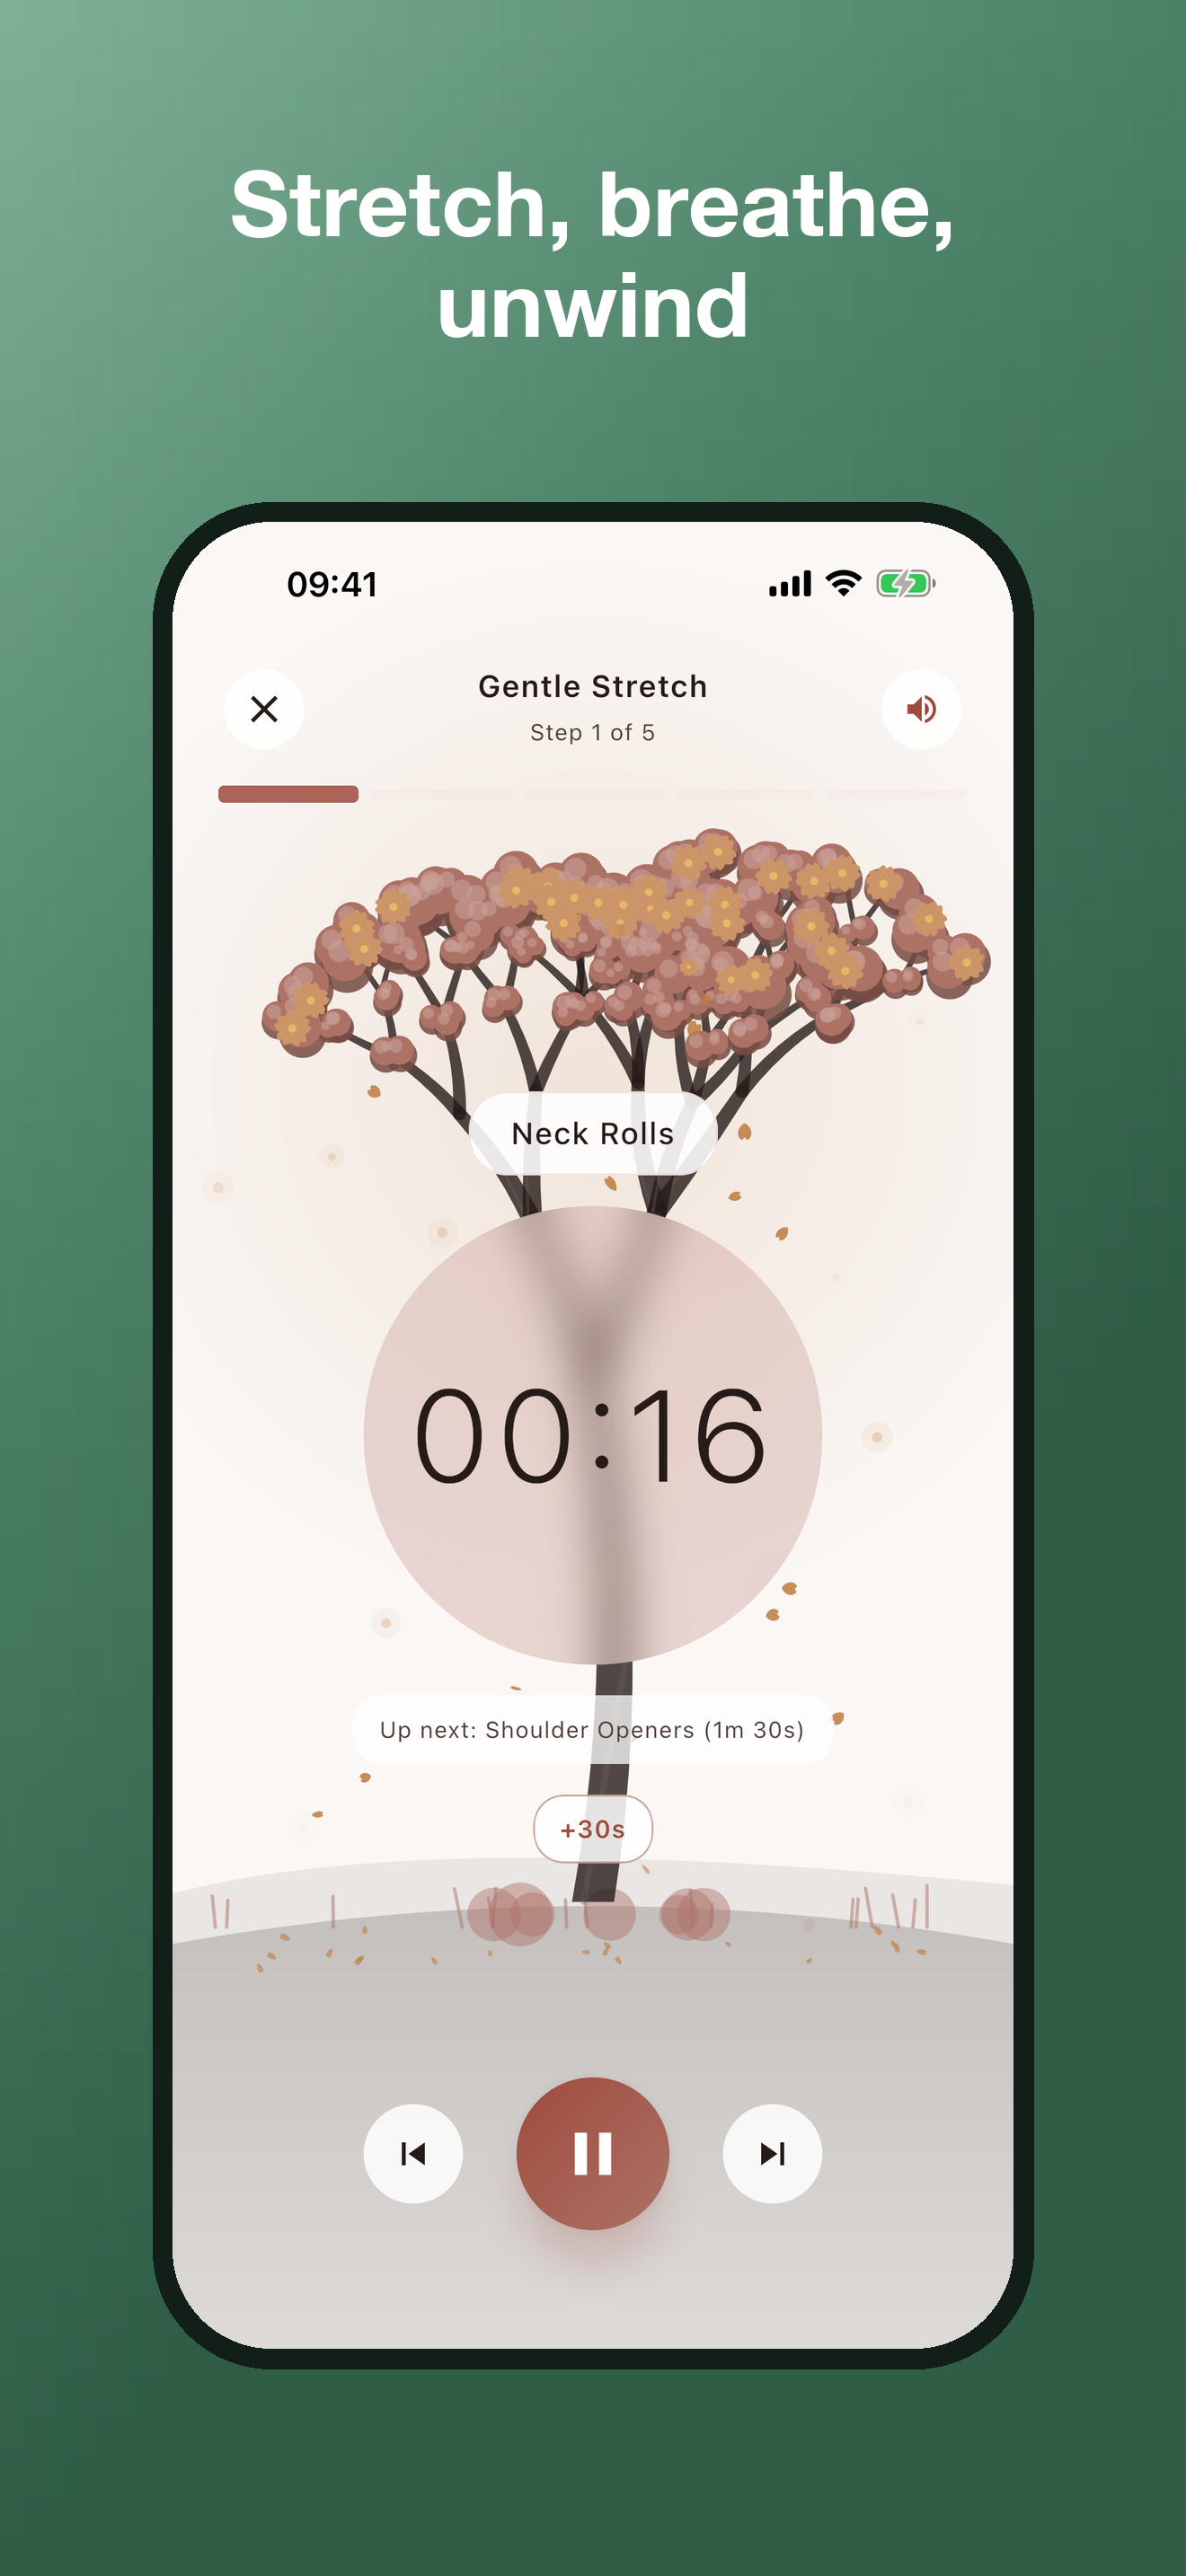 Stretch, breathe,
unwind
09:41
Gentle Stretch
Step 1 of 5
Neck Rolls
00:16
Up next: Shoulder Openers (1m 30s)
+30s